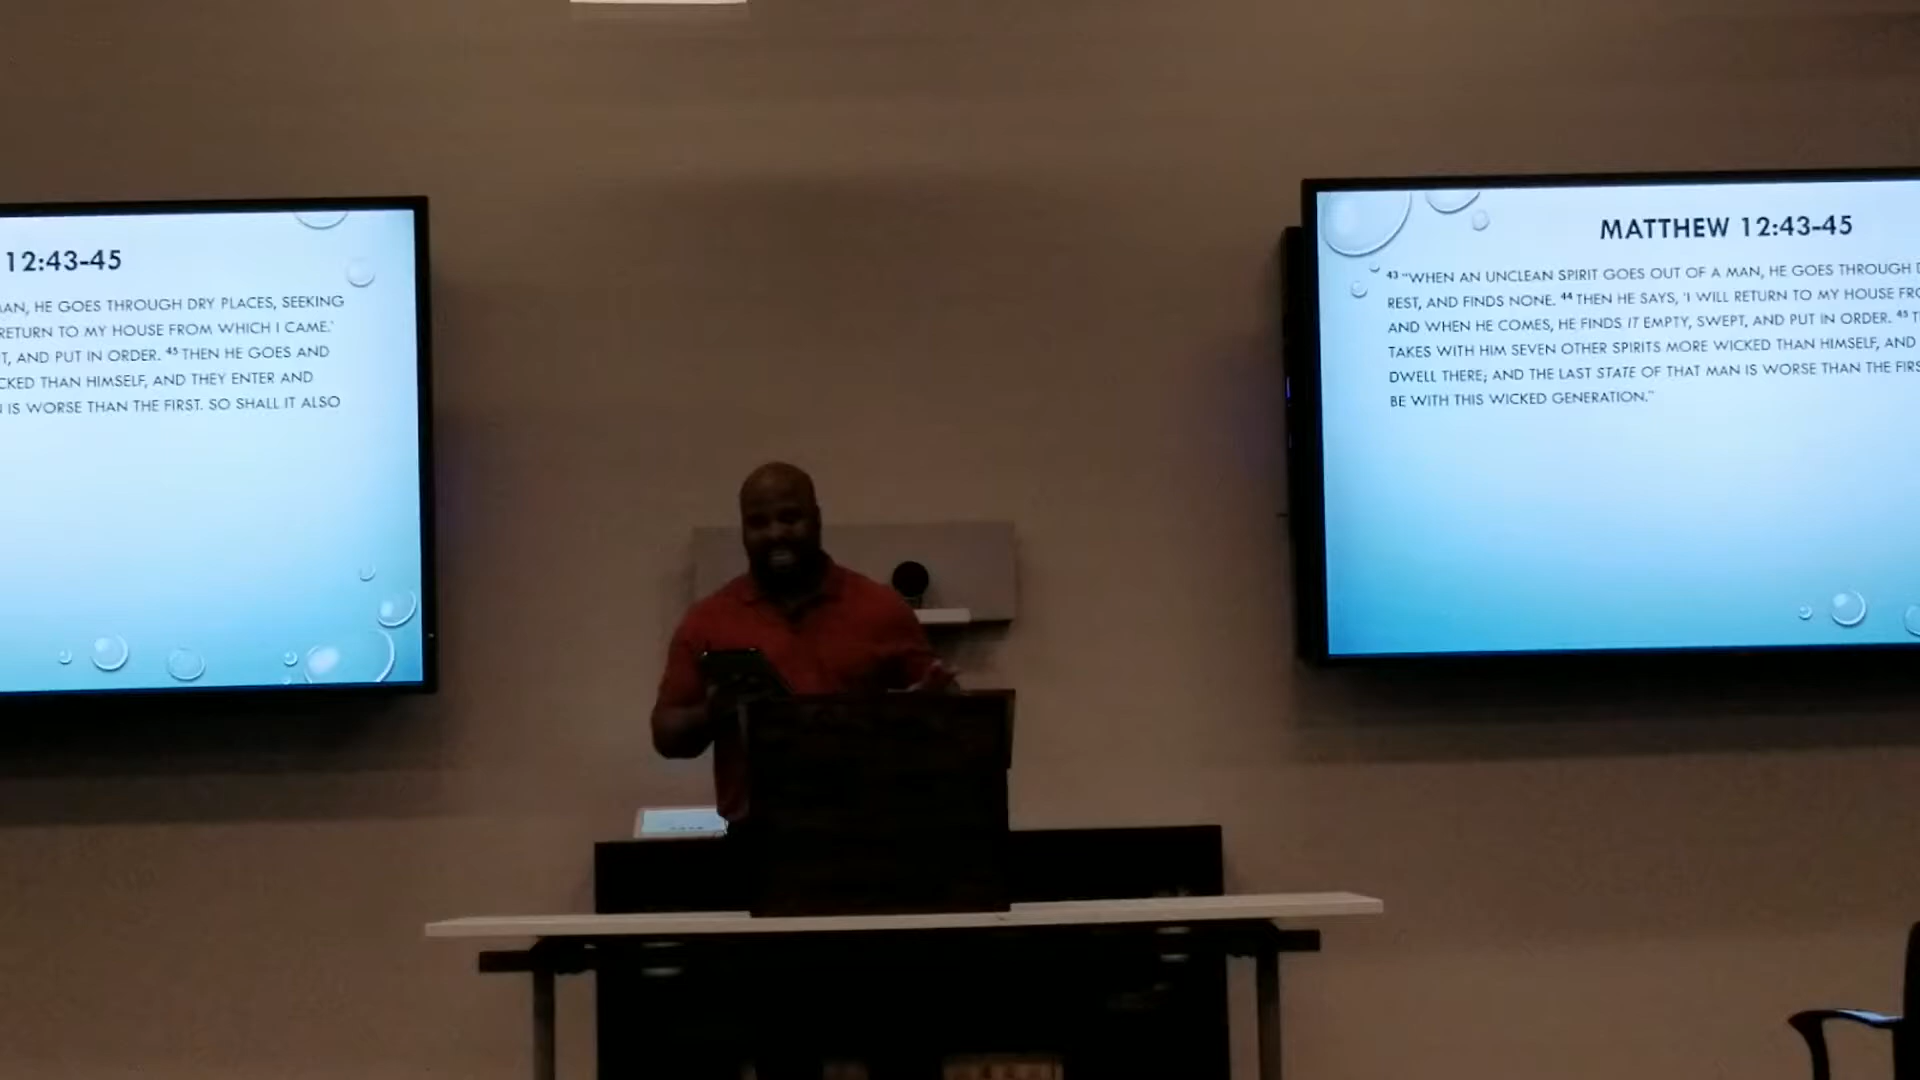 12:43-45
AN, HE GOES THROUGH DRY PLACES, SEEKING
RETURN TO MY HOUSE FROM WHICH I CAME.'
T, AND PUT IN ORDER. ⁴⁵ THEN HE GOES AND
CKED THAN HIMSELF, AND THEY ENTER AND
IS WORSE THAN THE FIRST. SO SHALL IT ALSO
MATTHEW 12:43-45
⁴³ "WHEN AN UNCLEAN SPIRIT GOES OUT OF A MAN, HE GOES THROUGH D
REST, AND FINDS NONE. ⁴⁴ THEN HE SAYS, 'I WILL RETURN TO MY HOUSE FRO
AND WHEN HE COMES, HE FINDS IT EMPTY, SWEPT, AND PUT IN ORDER. ⁴⁵ T
TAKES WITH HIM SEVEN OTHER SPIRITS MORE WICKED THAN HIMSELF, AND
DWELL THERE; AND THE LAST STATE OF THAT MAN IS WORSE THAN THE FIRS
BE WITH THIS WICKED GENERATION."